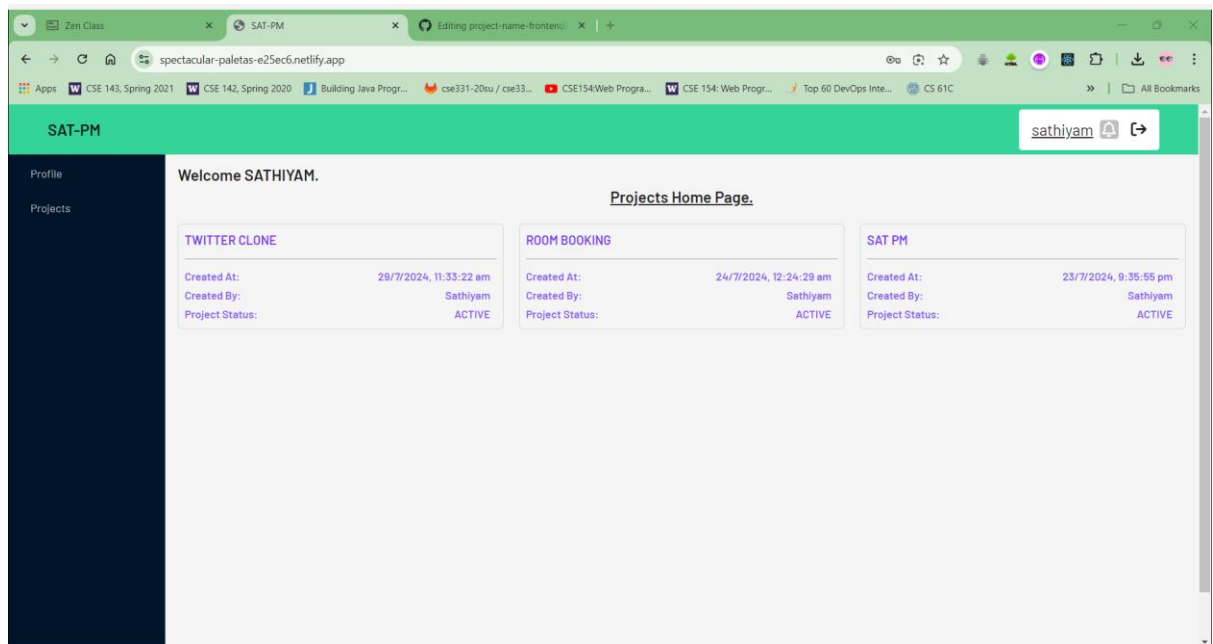 Zen Class
SAT-PM
Editing project-name-frontend
spectacular-paletas-e25ec6.netlify.app
Apps
CSE 143, Spring 2021
CSE 142, Spring 2020
Building Java Progr...
cse331-20su / cse33...
CSE154:Web Progra...
CSE 154: Web Progr...
Top 60 DevOps Inte...
CS 61C
All Bookmarks
SAT-PM
sathiyam
Profile
Projects
Welcome SATHIYAM.
Projects Home Page.
TWITTER CLONE
Created At: 29/7/2024, 11:33:22 am
Created By: Sathiyam
Project Status: ACTIVE
ROOM BOOKING
Created At: 24/7/2024, 12:24:29 am
Created By: Sathiyam
Project Status: ACTIVE
SAT PM
Created At: 23/7/2024, 9:35:55 pm
Created By: Sathiyam
Project Status: ACTIVE